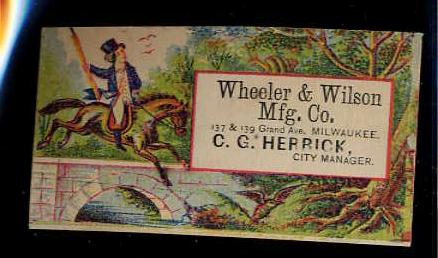 Wheeler & Wilson
Mfg. Co.
137 & 139 Grand Ave. MILWAUKEE.
C. G. HERRICK,
CITY MANAGER.